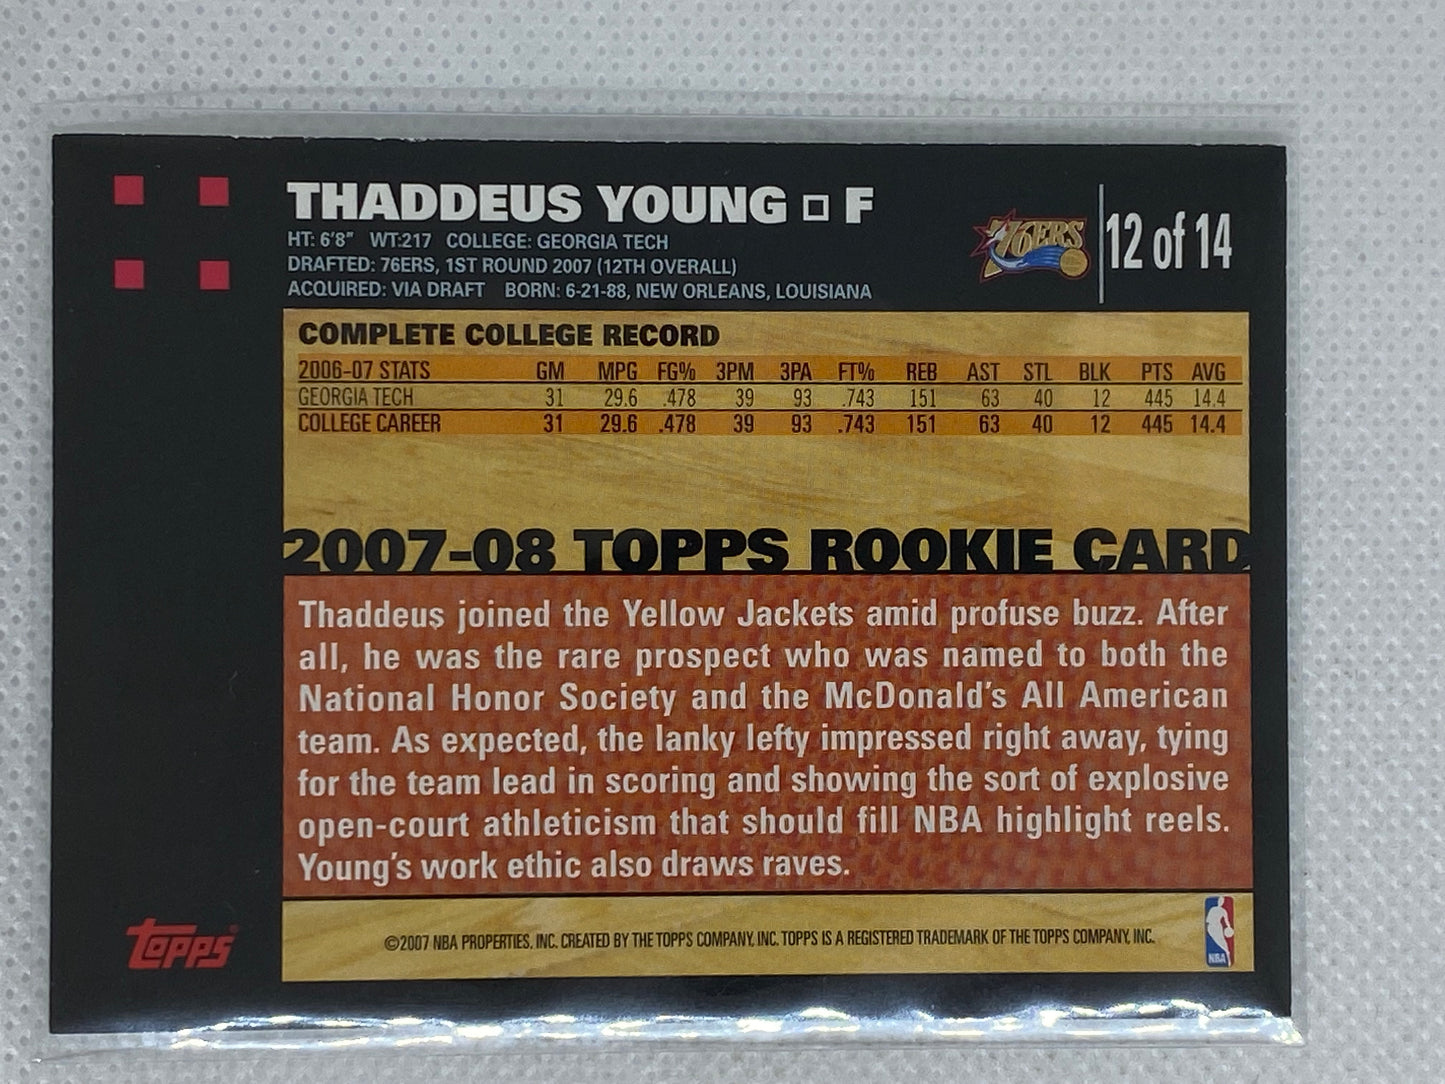 THADDEUS YOUNG □ F
HT: 6'8" WT:217 COLLEGE: GEORGIA TECH
DRAFTED: 76ERS, 1ST ROUND 2007 (12TH OVERALL)
ACQUIRED: VIA DRAFT BORN: 6-21-88, NEW ORLEANS, LOUISIANA
76ERS
12 of 14
COMPLETE COLLEGE RECORD
2006-07 STATS GM MPG FG% 3PM 3PA FT% REB AST STL BLK PTS AVG
GEORGIA TECH 31 29.6 .478 39 93 .743 151 63 40 12 445 14.4
COLLEGE CAREER 31 29.6 .478 39 93 .743 151 63 40 12 445 14.4
2007-08 TOPPS ROOKIE CARD
Thaddeus joined the Yellow Jackets amid profuse buzz. After
all, he was the rare prospect who was named to both the
National Honor Society and the McDonald's All American
team. As expected, the lanky lefty impressed right away, tying
for the team lead in scoring and showing the sort of explosive
open-court athleticism that should fill NBA highlight reels.
Young's work ethic also draws raves.
topps®
©2007 NBA PROPERTIES, INC. CREATED BY THE TOPPS COMPANY, INC. TOPPS IS A REGISTERED TRADEMARK OF THE TOPPS COMPANY, INC.
NBA